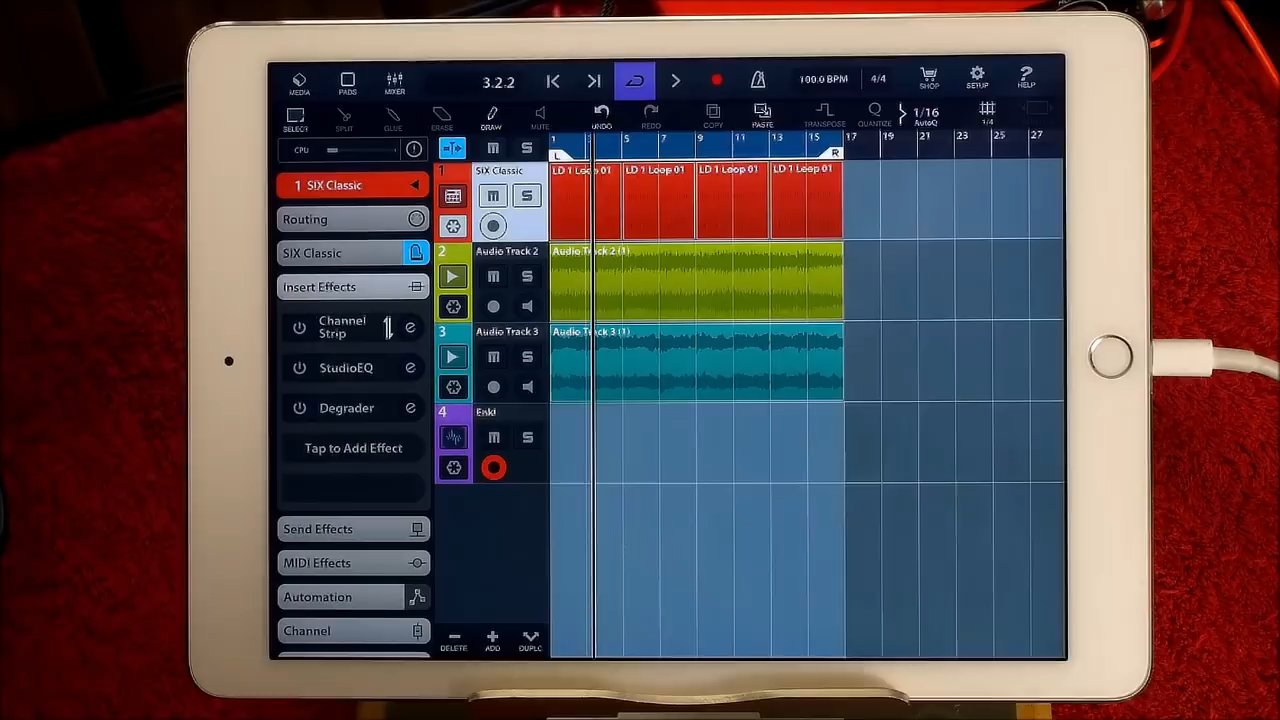 MEDIA
PADS
MIXER
3.2.2
100.0 BPM
4/4
SHOP
SETUP
HELP
SELECT
SPLIT
GLUE
ERASE
DRAW
MUTE
UNDO
REDO
COPY
PASTE
TRANSPOSE
QUANTIZE
1/16
AutoQ
1/4
CPU
M S
1 5 7 9 11 13 15 17 19 21 23 25 27
L R
1 SIX Classic
Routing
SIX Classic
Insert Effects
Channel
Strip
StudioEQ
Degrader
Tap to Add Effect
Send Effects
MIDI Effects
Automation
Channel
1 SIX Classic
M S
LD 1 Loop 01 LD 1 Loop 01 LD 1 Loop 01 LD 1 Loop 01
2 Audio Track 2
M S
Audio Track 2 (1)
3 Audio Track 3
M S
Audio Track 3 (1)
4 Enki
M S
DELETE
ADD
DUPLC